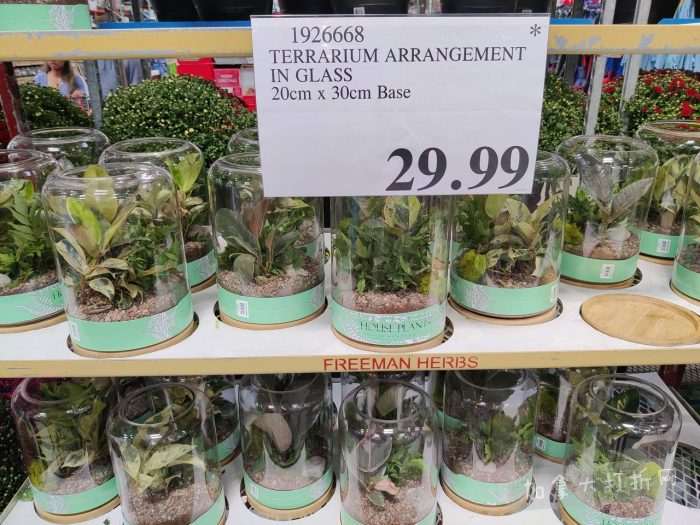 1926668 *
TERRARIUM ARRANGEMENT
IN GLASS
20cm x 30cm Base
29.99
HOUSE PLANT
FREEMAN HERBS
加拿大打折网